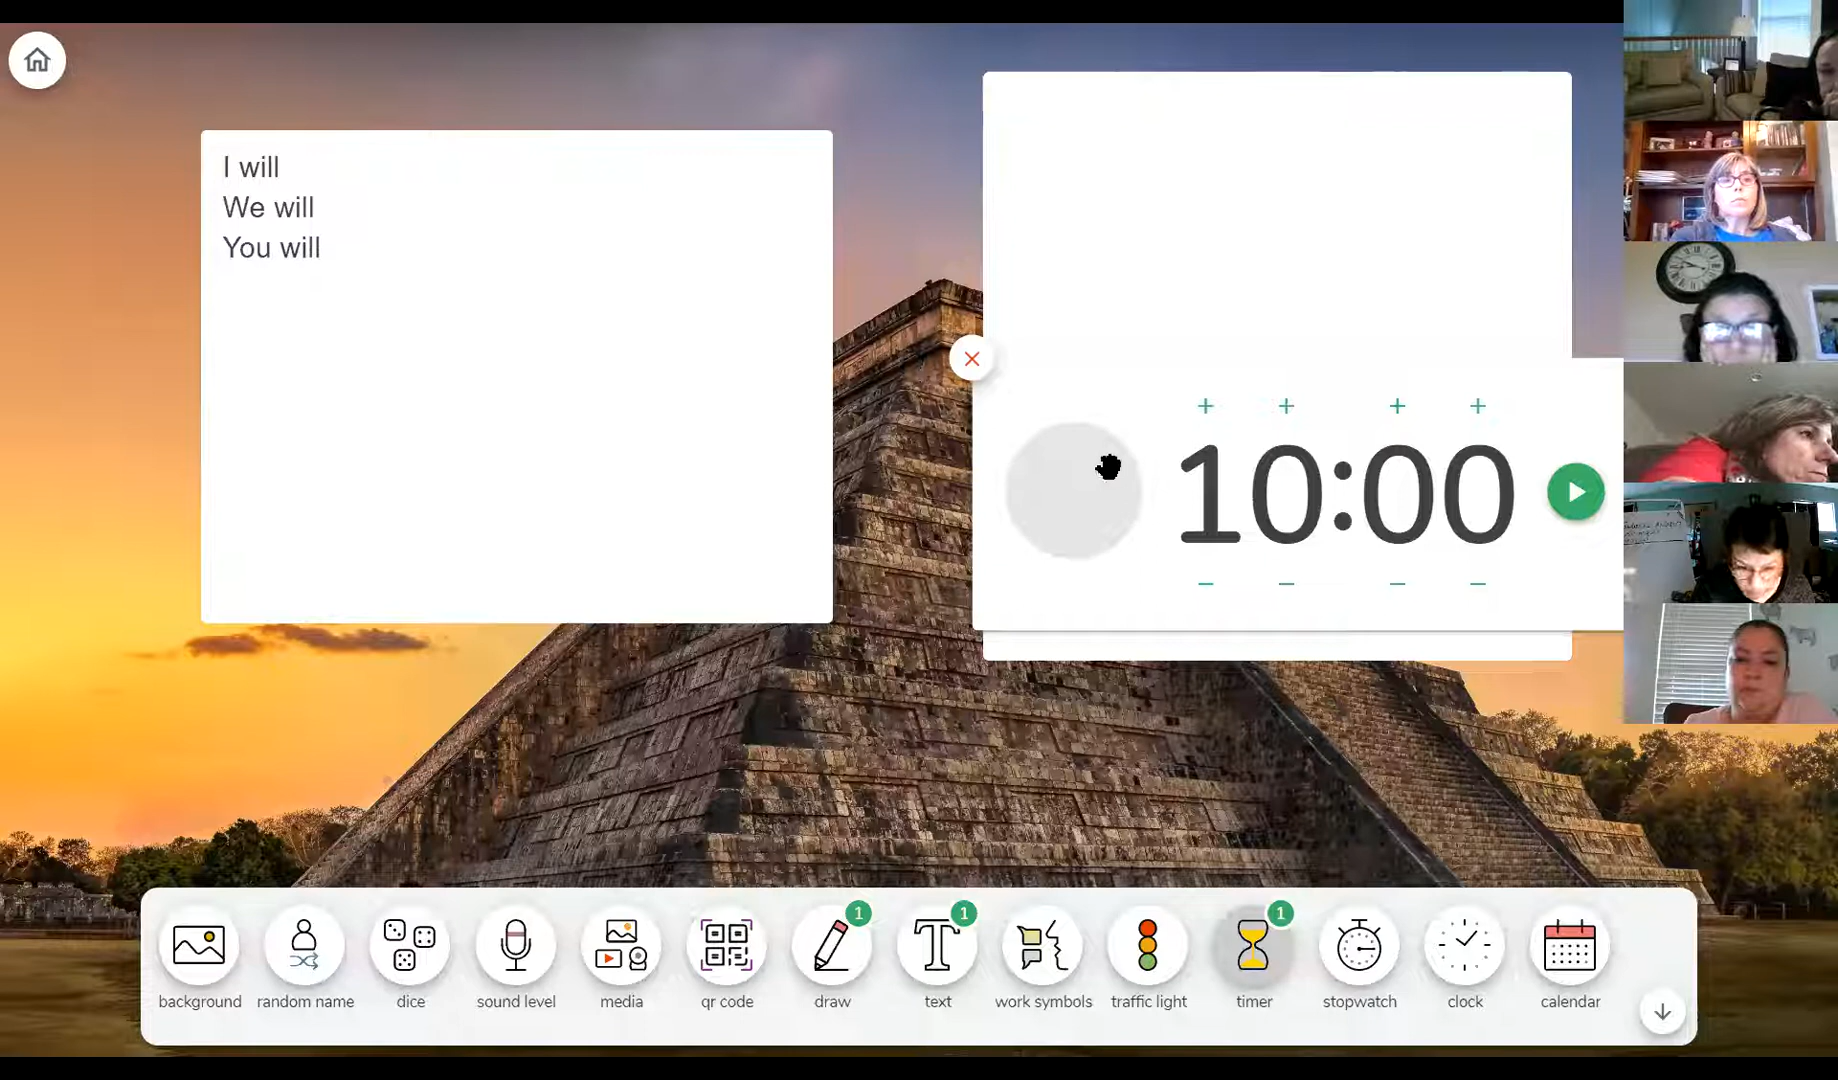 I will
We will
You will
+ + + +
10:00
− − − −
1 1 1
background random name dice sound level media qr code draw text work symbols traffic light timer stopwatch clock calendar